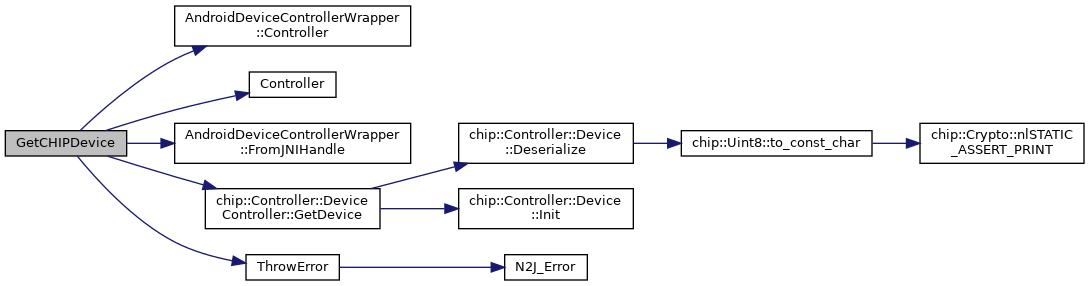 AndroidDeviceControllerWrapper
::Controller
Controller
GetCHIPDevice
AndroidDeviceControllerWrapper
::FromJNIHandle
chip::Controller::Device
Controller::GetDevice
ThrowError
chip::Controller::Device
::Deserialize
chip::Controller::Device
::Init
N2J_Error
chip::Uint8::to_const_char
chip::Crypto::nlSTATIC
_ASSERT_PRINT